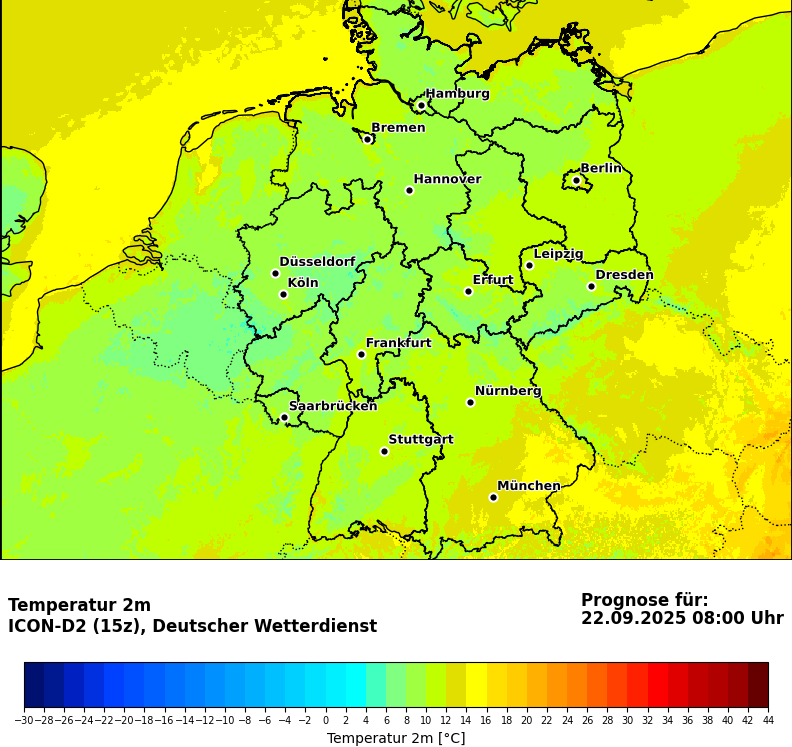 Hamburg
Bremen
Hannover
Berlin
Düsseldorf
Köln
Leipzig
Erfurt
Dresden
Frankfurt
Nürnberg
Saarbrücken
Stuttgart
München
Temperatur 2m
ICON-D2 (15z), Deutscher Wetterdienst
Prognose für:
22.09.2025 08:00 Uhr
−30 −28 −26 −24 −22 −20 −18 −16 −14 −12 −10 −8 −6 −4 −2 0 2 4 6 8 10 12 14 16 18 20 22 24 26 28 30 32 34 36 38 40 42 44
Temperatur 2m [°C]